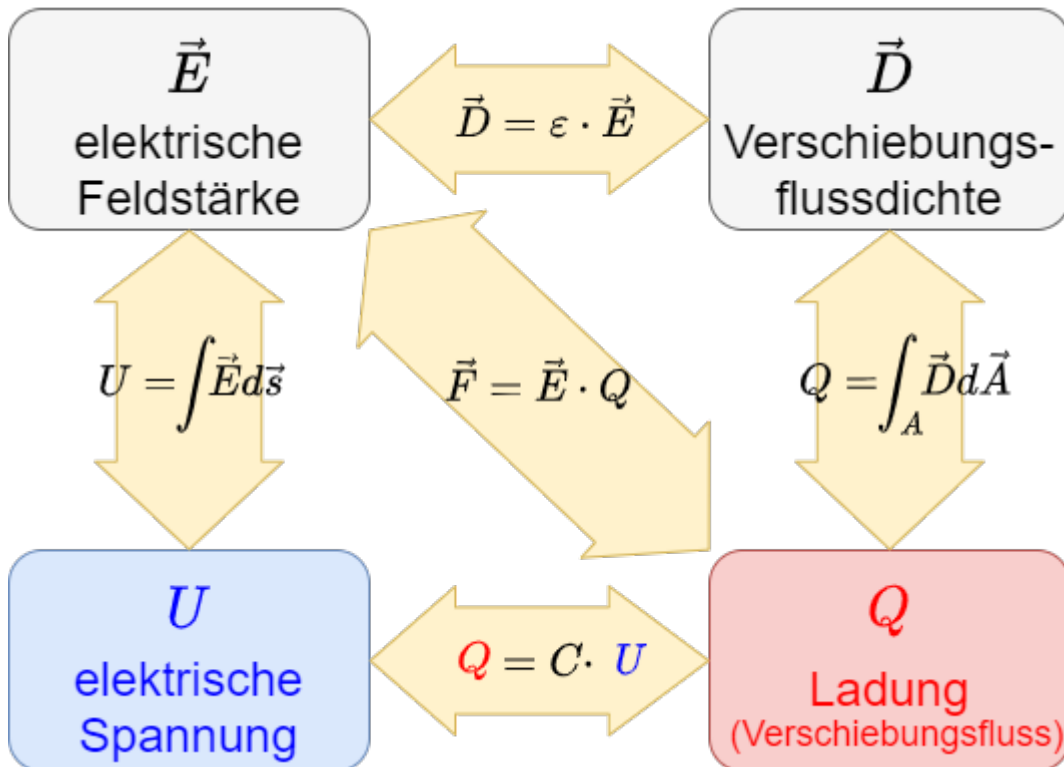 E⃗
elektrische
Feldstärke
D⃗ = ε · E⃗
D⃗
Verschiebungs-
flussdichte
U = ∫E⃗ds⃗
F⃗ = E⃗ · Q
Q = ∫_A D⃗dA⃗
U
elektrische
Spannung
Q = C · U
Q
Ladung
(Verschiebungsfluss)